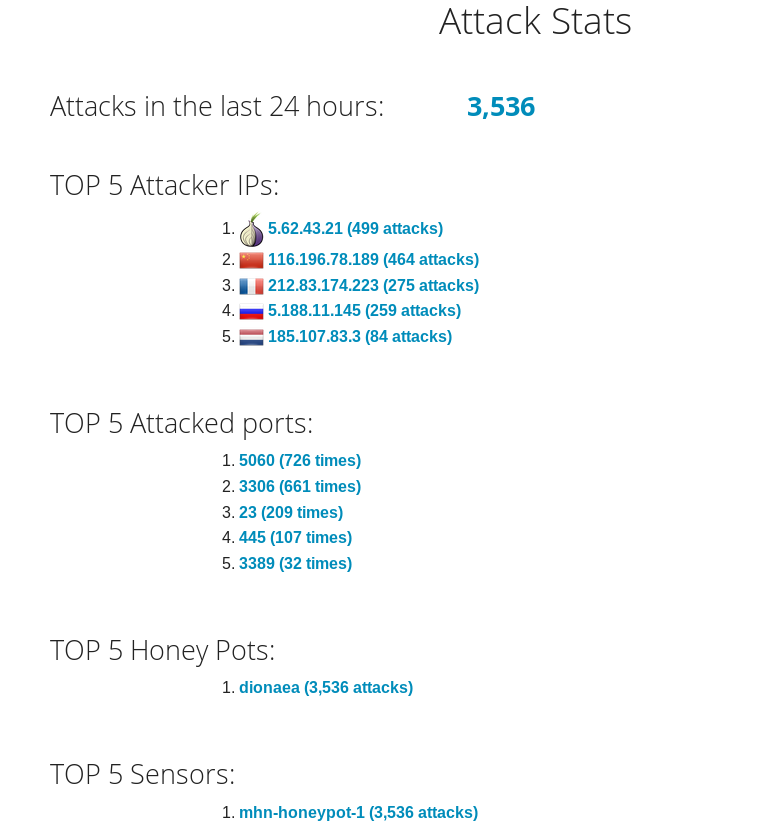 Attack Stats
Attacks in the last 24 hours: 3,536
TOP 5 Attacker IPs:
1. 5.62.43.21 (499 attacks)
2. 116.196.78.189 (464 attacks)
3. 212.83.174.223 (275 attacks)
4. 5.188.11.145 (259 attacks)
5. 185.107.83.3 (84 attacks)
TOP 5 Attacked ports:
1. 5060 (726 times)
2. 3306 (661 times)
3. 23 (209 times)
4. 445 (107 times)
5. 3389 (32 times)
TOP 5 Honey Pots:
1. dionaea (3,536 attacks)
TOP 5 Sensors:
1. mhn-honeypot-1 (3,536 attacks)